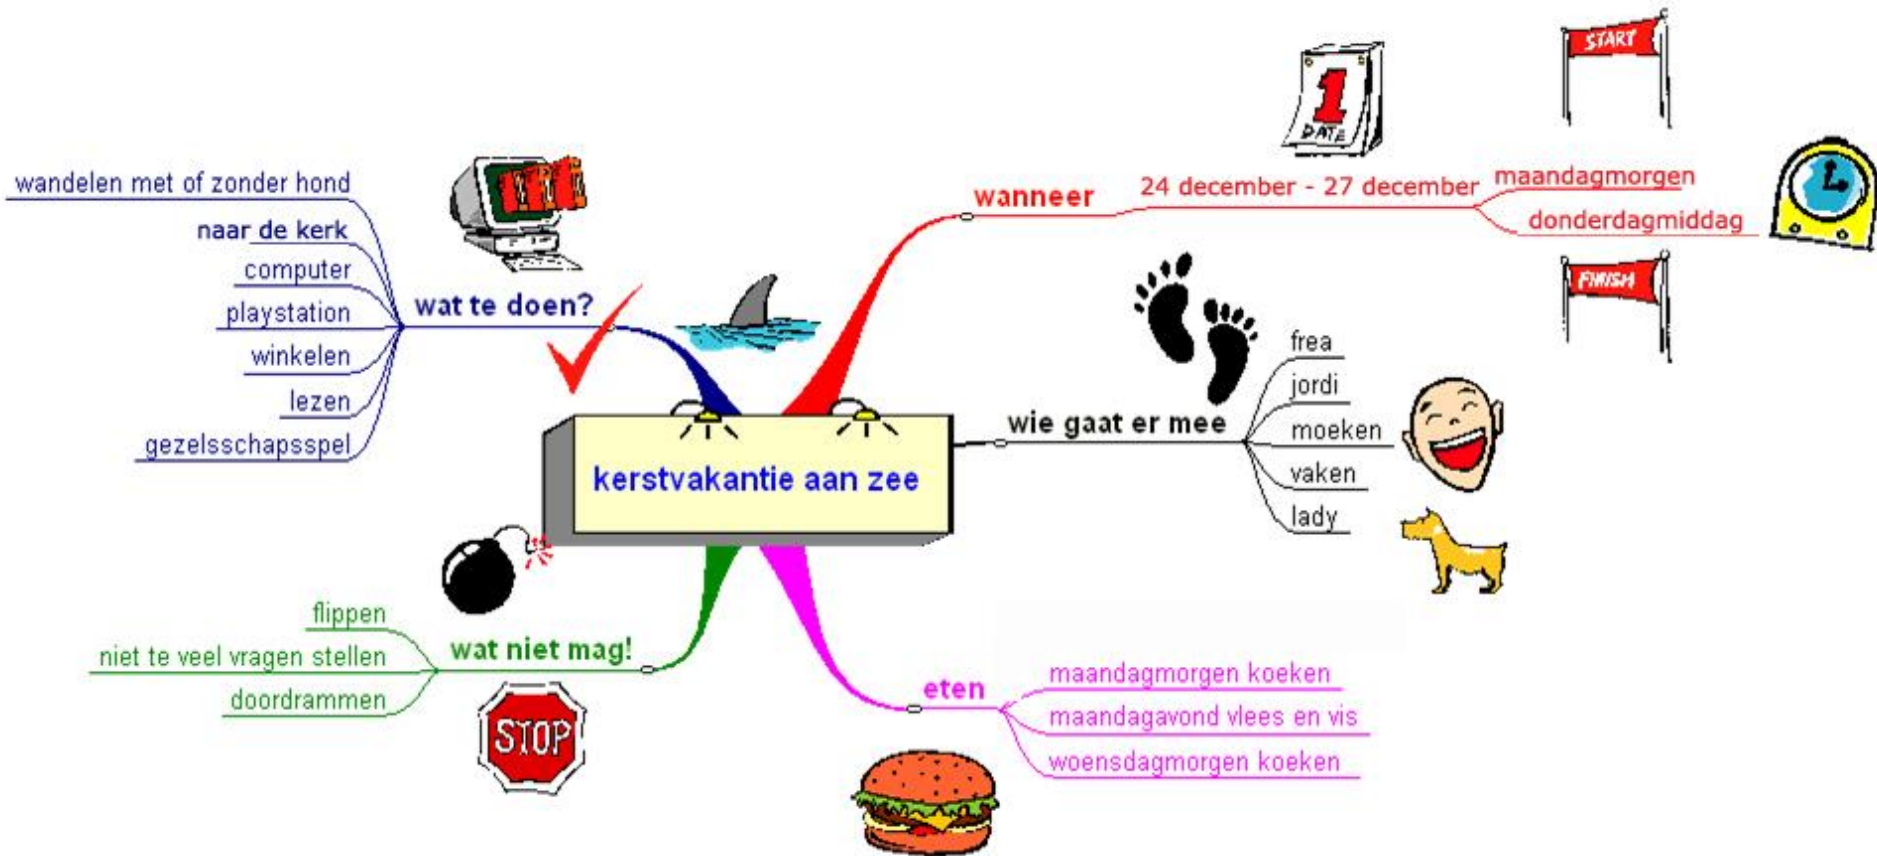 kerstvakantie aan zee
wat te doen?
wandelen met of zonder hond
naar de kerk
computer
playstation
winkelen
lezen
gezelsschapsspel
wanneer
24 december - 27 december
maandagmorgen
donderdagmiddag
1
DATE
START
FINISH
wie gaat er mee
frea
jordi
moeken
vaken
lady
wat niet mag!
flippen
niet te veel vragen stellen
doordrammen
STOP
eten
maandagmorgen koeken
maandagavond vlees en vis
woensdagmorgen koeken